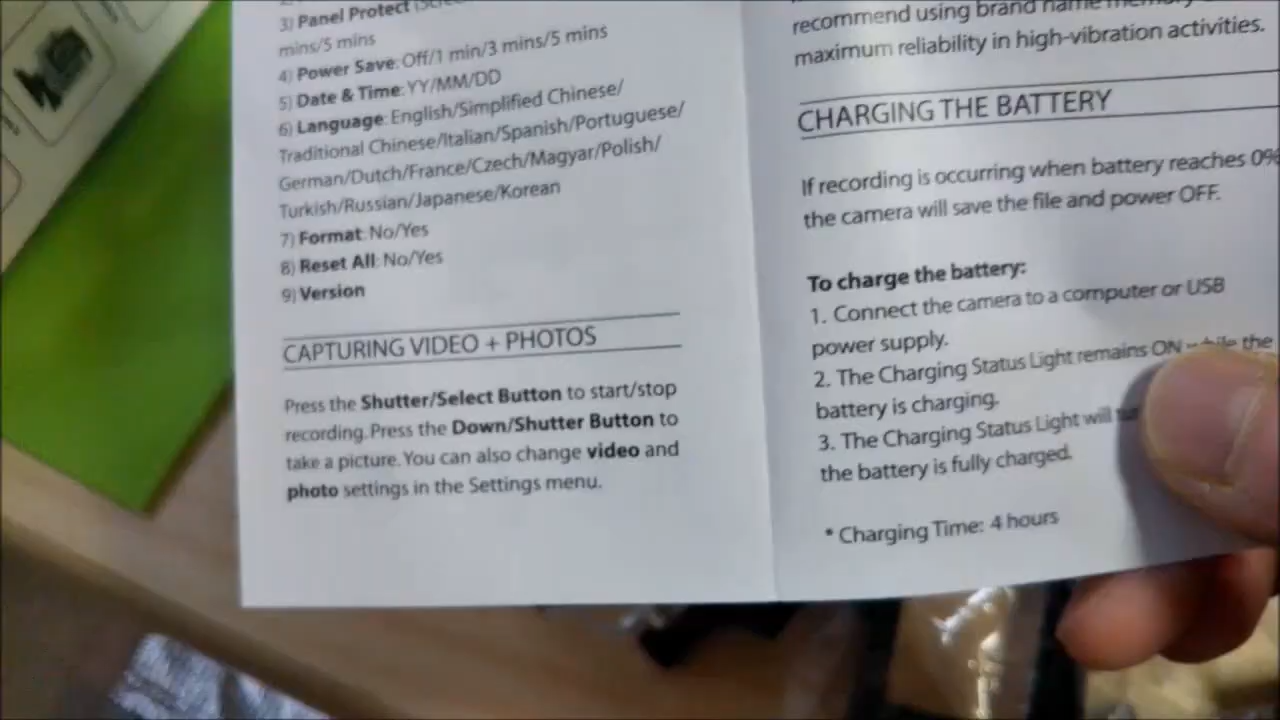 3) Panel Protect
mins/5 mins
4) Power Save: Off/1 min/3 mins/5 mins
5) Date & Time: YY/MM/DD
6) Language: English/Simplified Chinese/
Traditional Chinese/Italian/Spanish/Portuguese/
German/Dutch/France/Czech/Magyar/Polish/
Turkish/Russian/Japanese/Korean
7) Format: No/Yes
8) Reset All: No/Yes
9) Version
CAPTURING VIDEO + PHOTOS
Press the Shutter/Select Button to start/stop
recording. Press the Down/Shutter Button to
take a picture. You can also change video and
photo settings in the Settings menu.
recommend using brand name
maximum reliability in high-vibration activities.
CHARGING THE BATTERY
If recording is occurring when battery reaches 0%
the camera will save the file and power OFF.
To charge the battery:
1. Connect the camera to a computer or USB
power supply.
2. The Charging Status Light remains ON while the
battery is charging.
3. The Charging Status Light will
the battery is fully charged.
* Charging Time: 4 hours